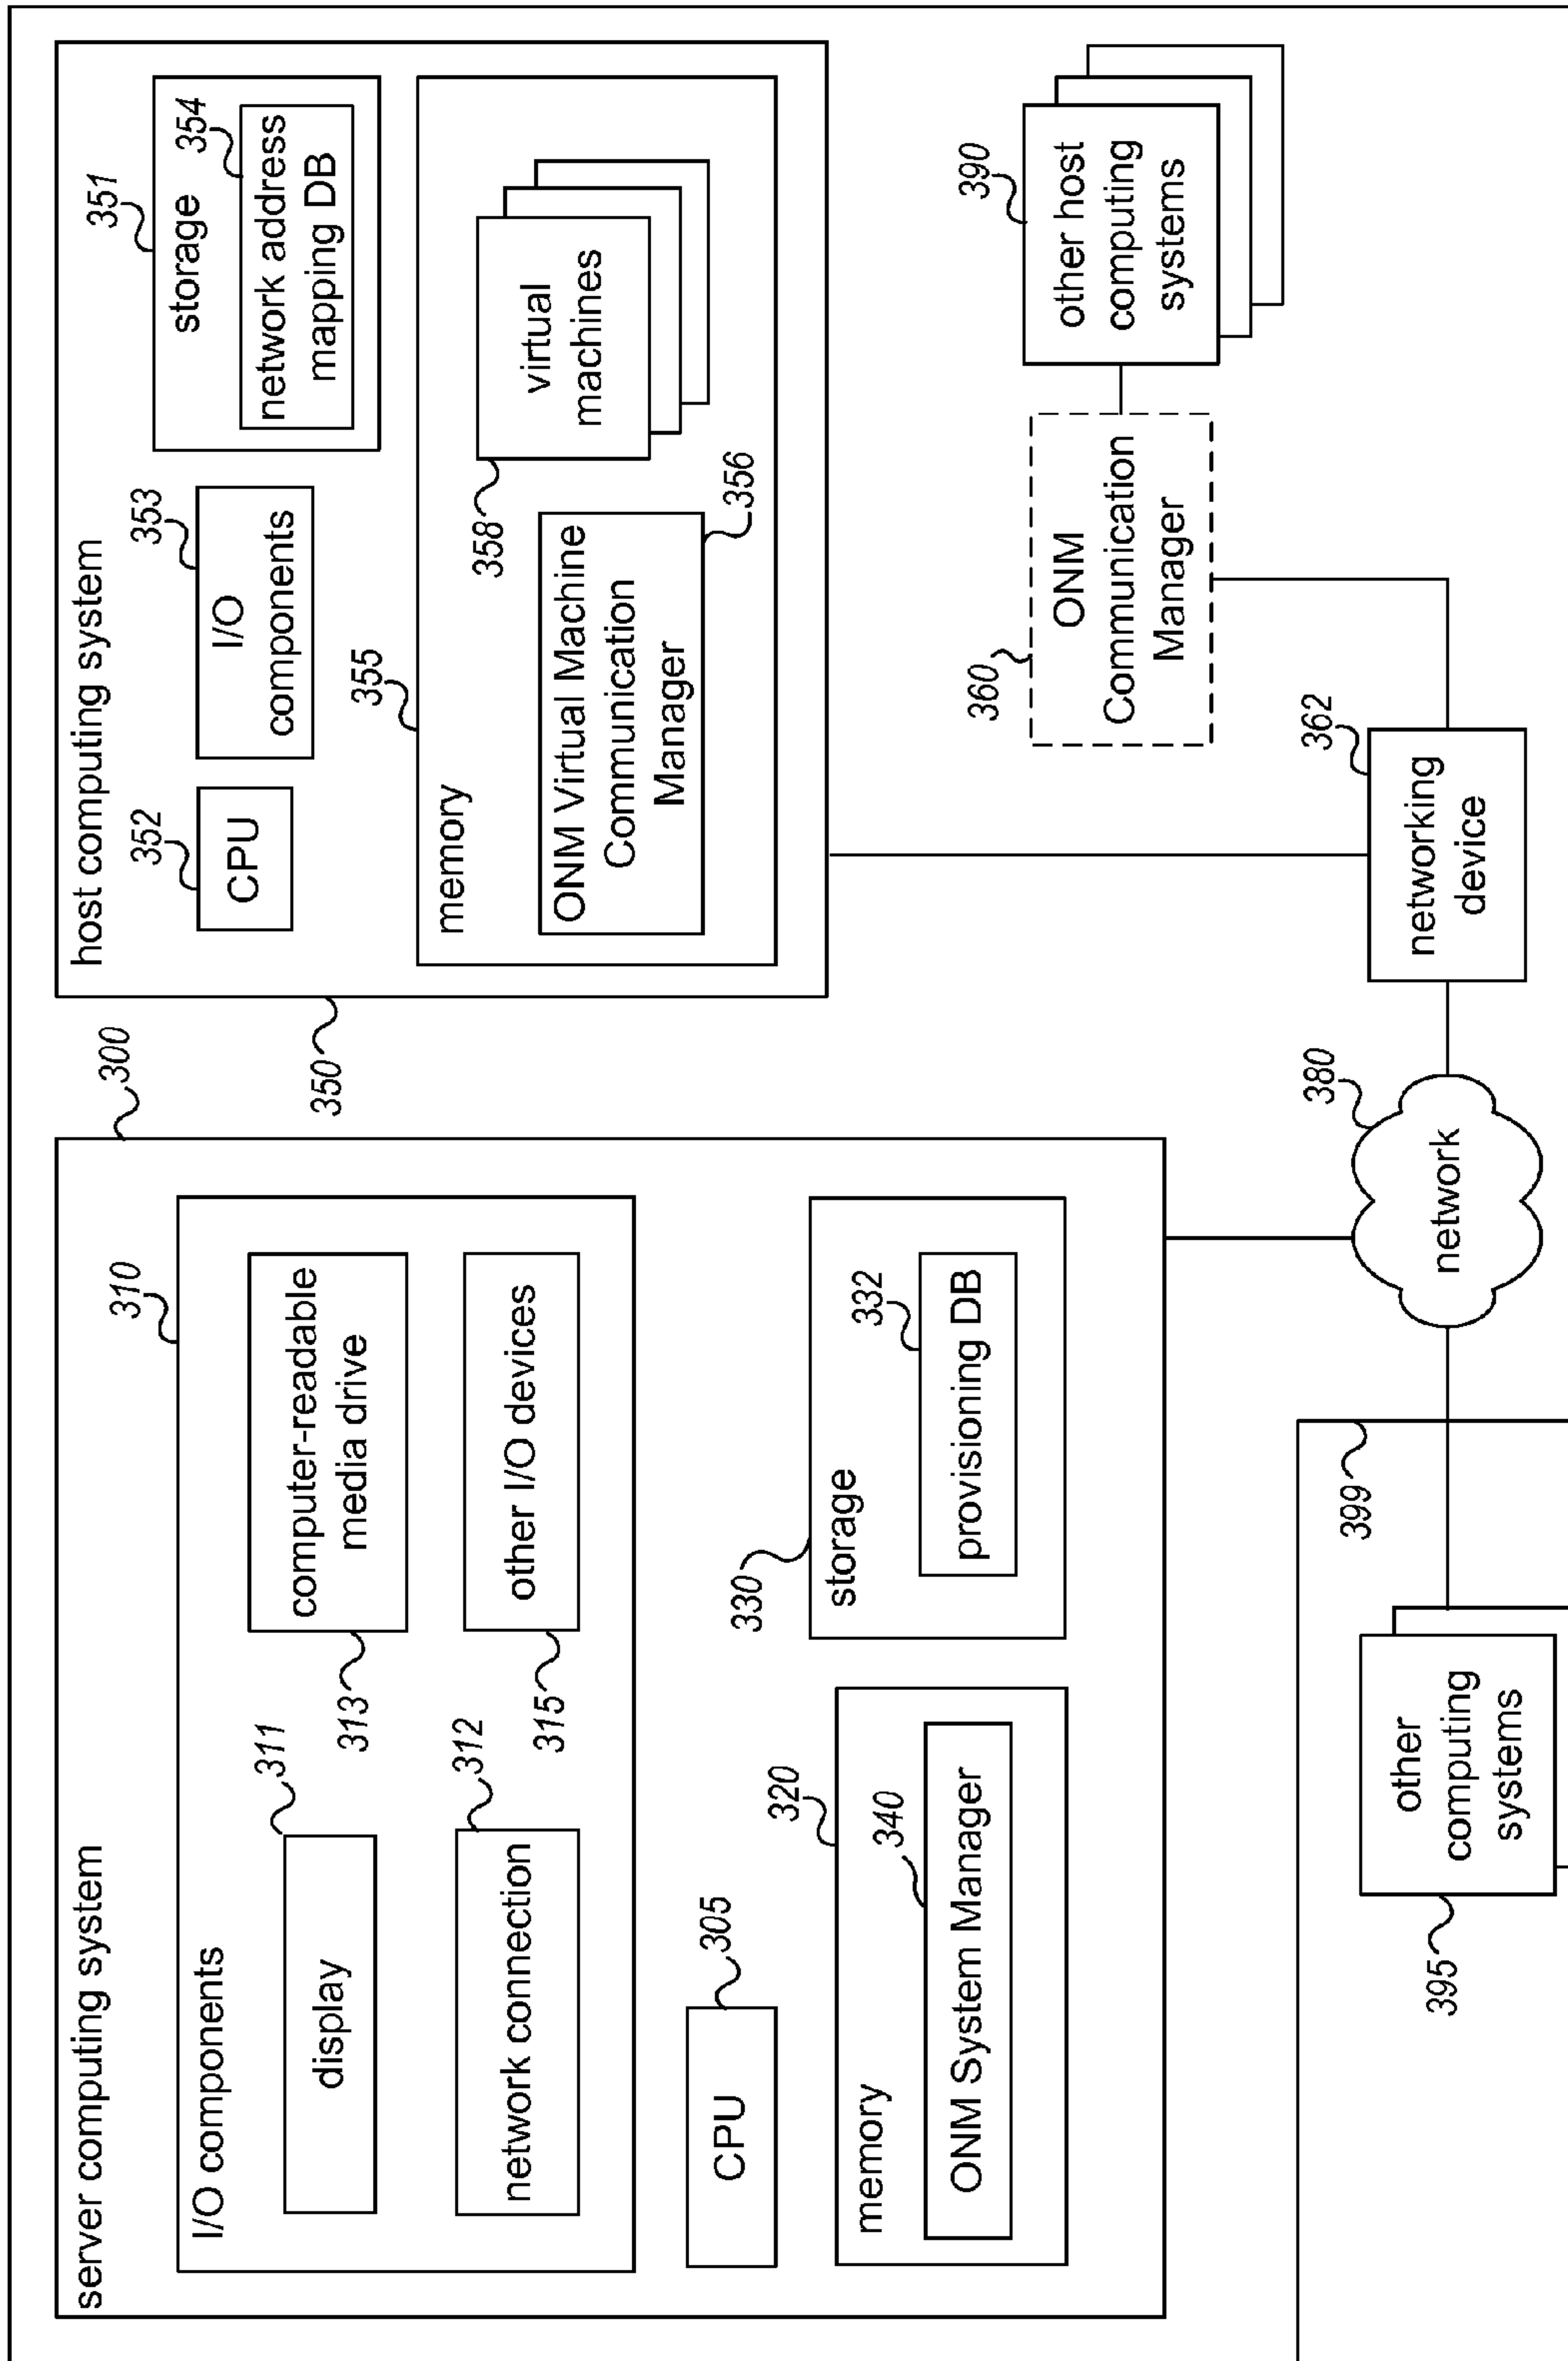 server computing system
300
I/O components
310
display
311
computer-readable
media drive
313
network connection
312
other I/O devices
315
CPU
305
memory
320
ONM System Manager
340
storage
330
provisioning DB
332
host computing system
350
CPU
352
I/O
components
353
storage
351
network address
mapping DB
354
memory
355
ONM Virtual Machine
Communication
Manager
356
virtual
machines
358
ONM
Communication
Manager
360
other host
computing
systems
390
networking
device
362
network
380
399
other
computing
systems
395